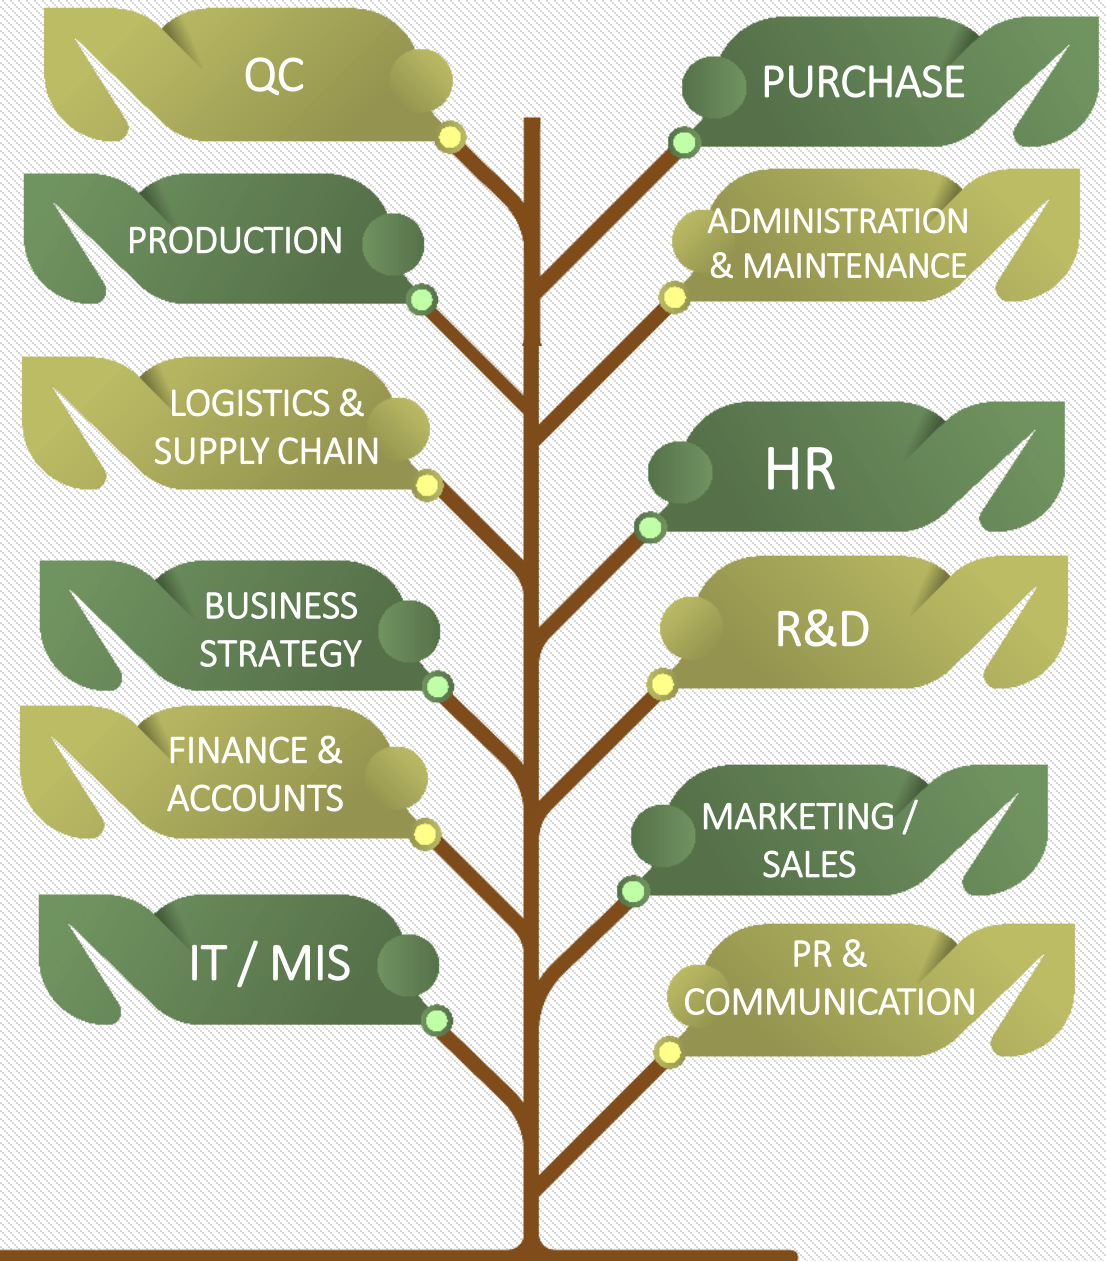 QC
PURCHASE
PRODUCTION
ADMINISTRATION
& MAINTENANCE
LOGISTICS &
SUPPLY CHAIN
HR
BUSINESS
STRATEGY
R&D
FINANCE &
ACCOUNTS
MARKETING /
SALES
IT / MIS
PR &
COMMUNICATION